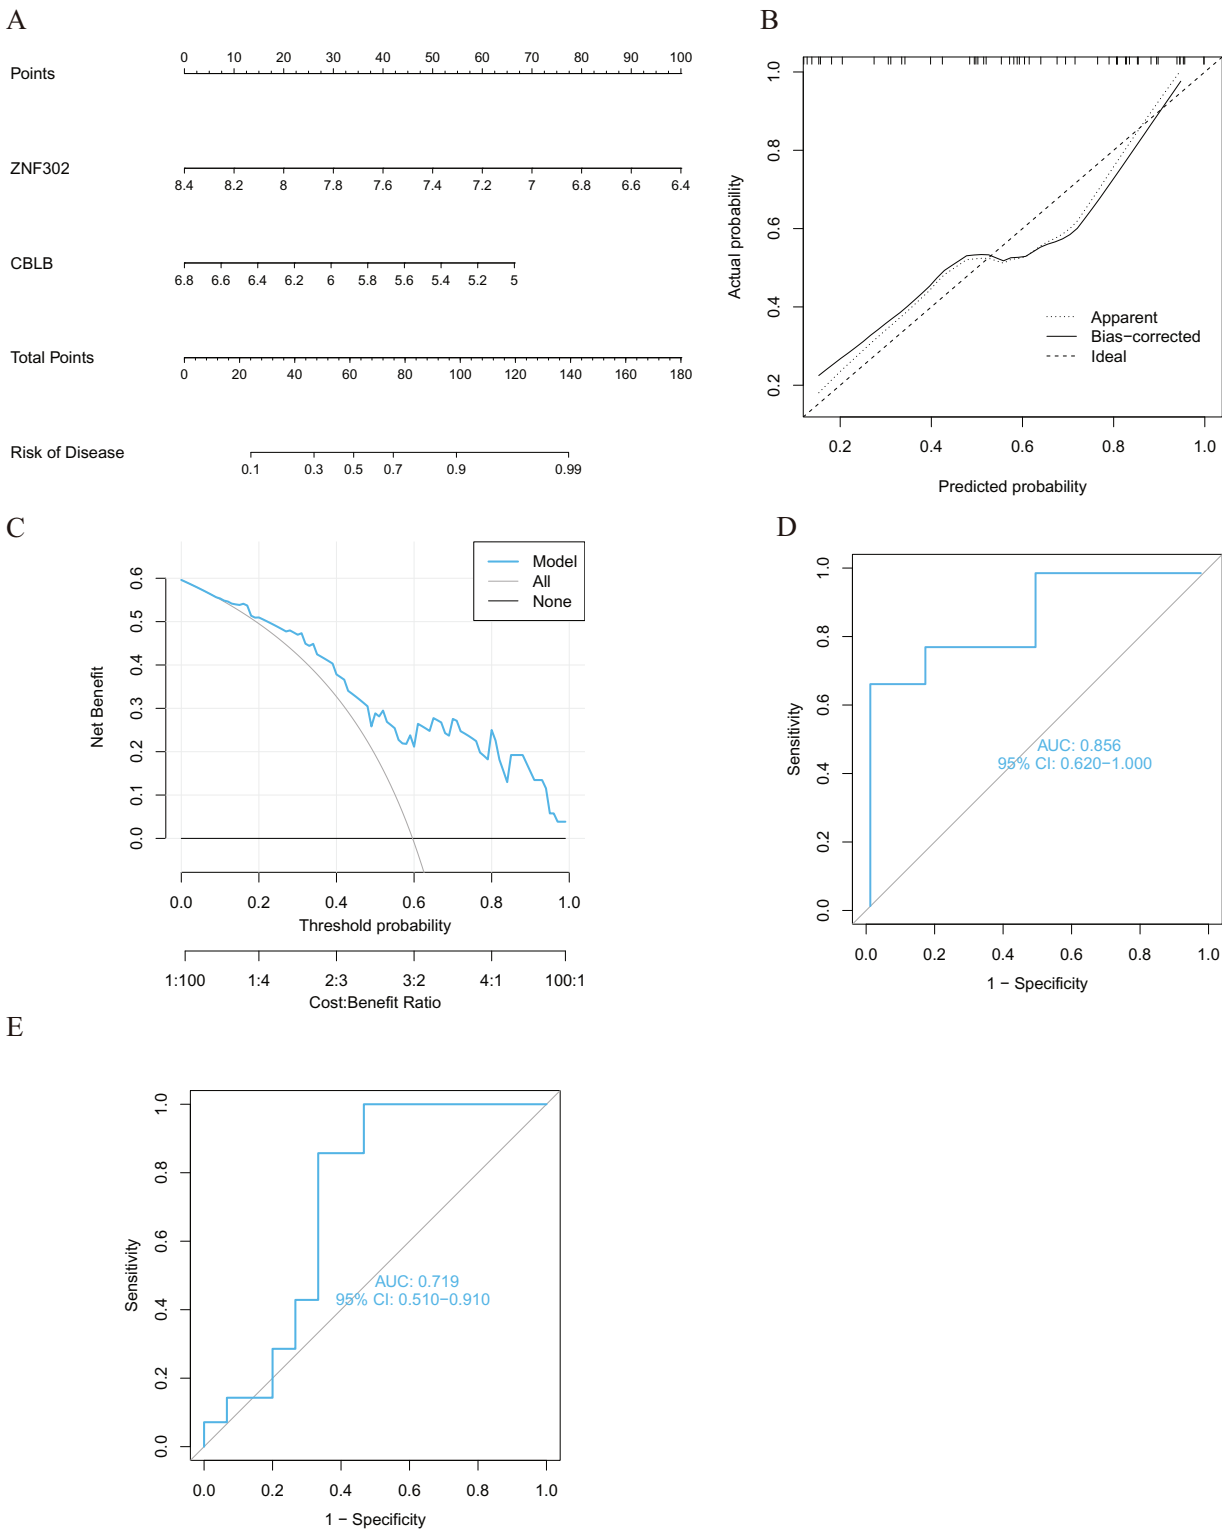 A
Points
0 10 20 30 40 50 60 70 80 90 100
ZNF302
8.4 8.2 8 7.8 7.6 7.4 7.2 7 6.8 6.6 6.4
CBLB
6.8 6.6 6.4 6.2 6 5.8 5.6 5.4 5.2 5
Total Points
0 20 40 60 80 100 120 140 160 180
Risk of Disease
0.1 0.3 0.5 0.7 0.9 0.99
B
Actual probability
1.0
0.8
0.6
0.4
0.2
Apparent
Bias−corrected
Ideal
0.2 0.4 0.6 0.8 1.0
Predicted probability
C
Net Benefit
0.6
0.5
0.4
0.3
0.2
0.1
0.0
Model
All
None
0.0 0.2 0.4 0.6 0.8 1.0
Threshold probability
1:100 1:4 2:3 3:2 4:1 100:1
Cost:Benefit Ratio
D
Sensitivity
1.0
0.8
0.6
0.4
0.2
0.0
AUC: 0.856
95% CI: 0.620−1.000
0.0 0.2 0.4 0.6 0.8 1.0
1 − Specificity
E
Sensitivity
1.0
0.8
0.6
0.4
0.2
0.0
AUC: 0.719
95% CI: 0.510−0.910
0.0 0.2 0.4 0.6 0.8 1.0
1 − Specificity